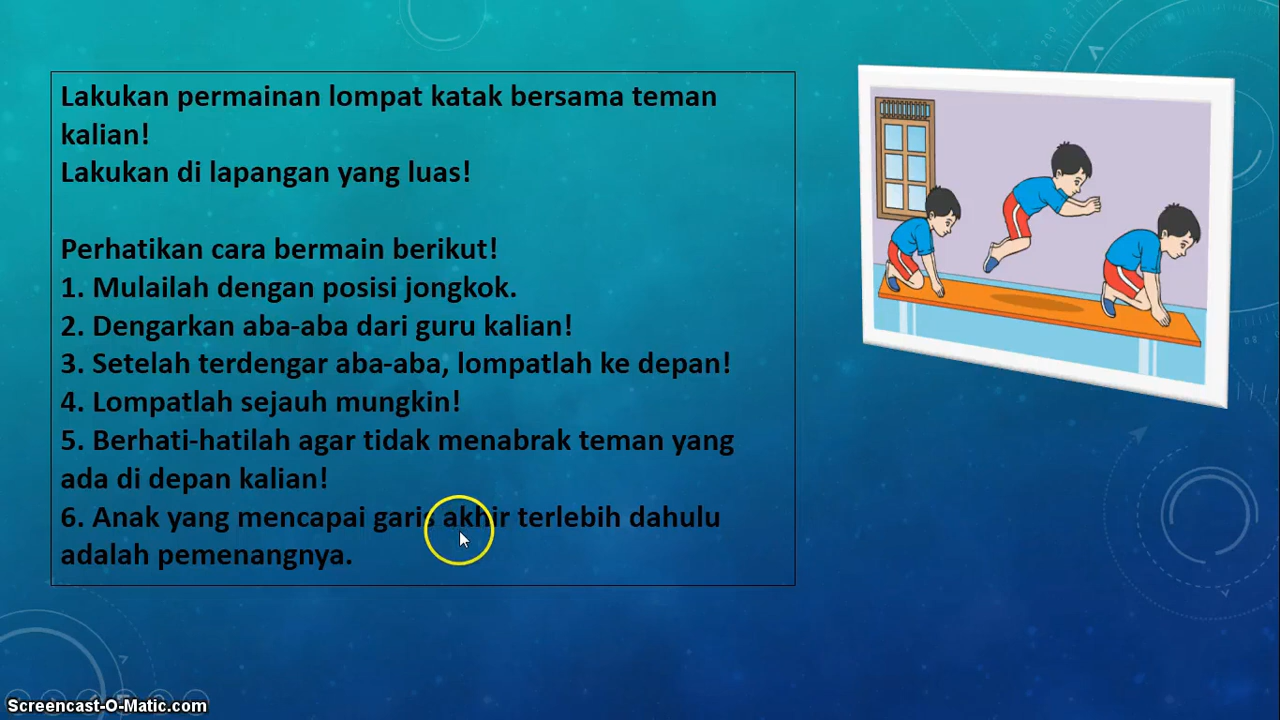 Lakukan permainan lompat katak bersama teman
kalian!
Lakukan di lapangan yang luas!
Perhatikan cara bermain berikut!
1. Mulailah dengan posisi jongkok.
2. Dengarkan aba-aba dari guru kalian!
3. Setelah terdengar aba-aba, lompatlah ke depan!
4. Lompatlah sejauh mungkin!
5. Berhati-hatilah agar tidak menabrak teman yang
ada di depan kalian!
6. Anak yang mencapai garis akhir terlebih dahulu
adalah pemenangnya.
Screencast-O-Matic.com